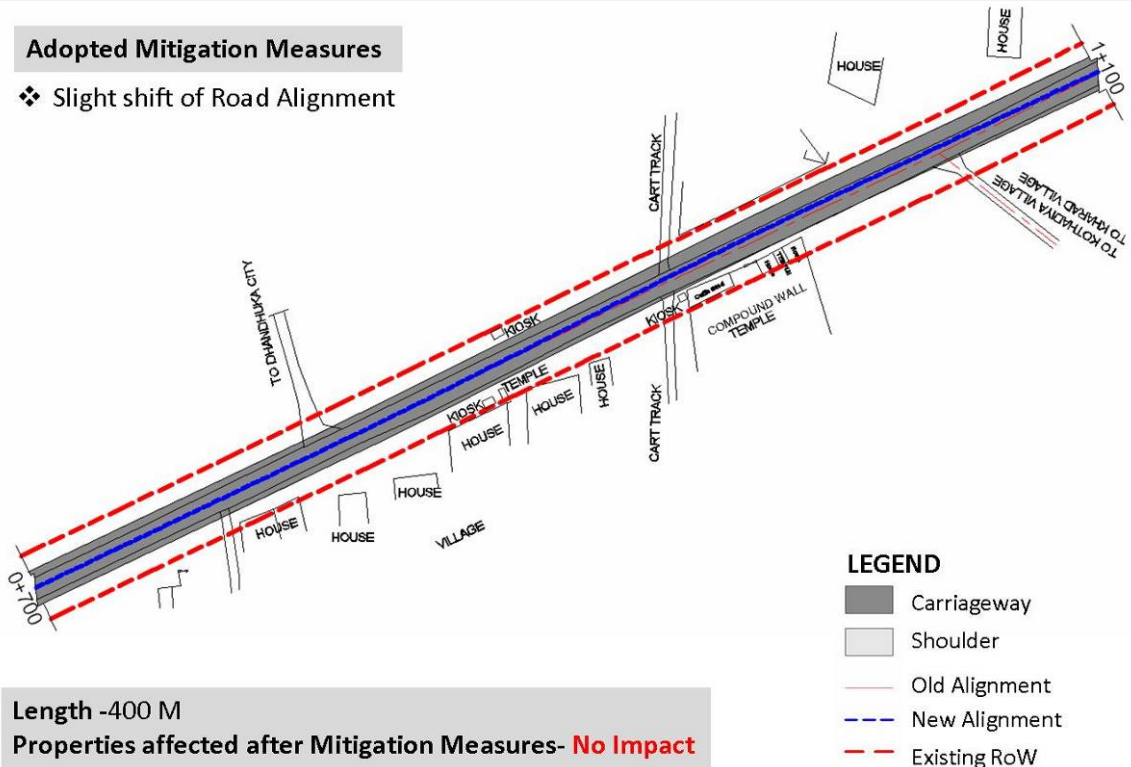 Adopted Mitigation Measures
❖ Slight shift of Road Alignment
HOUSE
HOUSE
1+100
CART TRACK
TO KOTHADIYA VILLAGE
TO KHARAD VILLAGE
TO DHANDHUKA CITY
KIOSK
KIOSK
COMPOUND WALL
TEMPLE
TEMPLE
KIOSK
HOUSE
HOUSE
HOUSE
CART TRACK
HOUSE
HOUSE
HOUSE
VILLAGE
0+700
LEGEND
Carriageway
Shoulder
Old Alignment
New Alignment
Existing RoW
Length -400 M
Properties affected after Mitigation Measures- No Impact